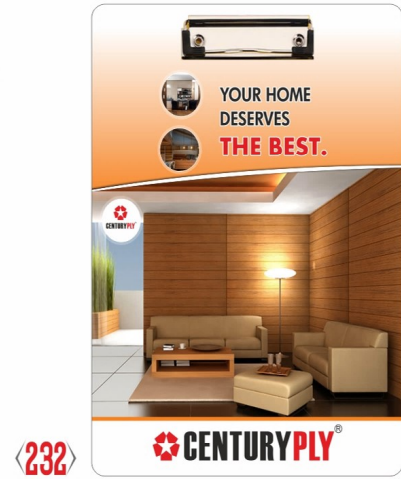 YOUR HOME
DESERVES
THE BEST.
CENTURYPLY
CENTURYPLY®
232